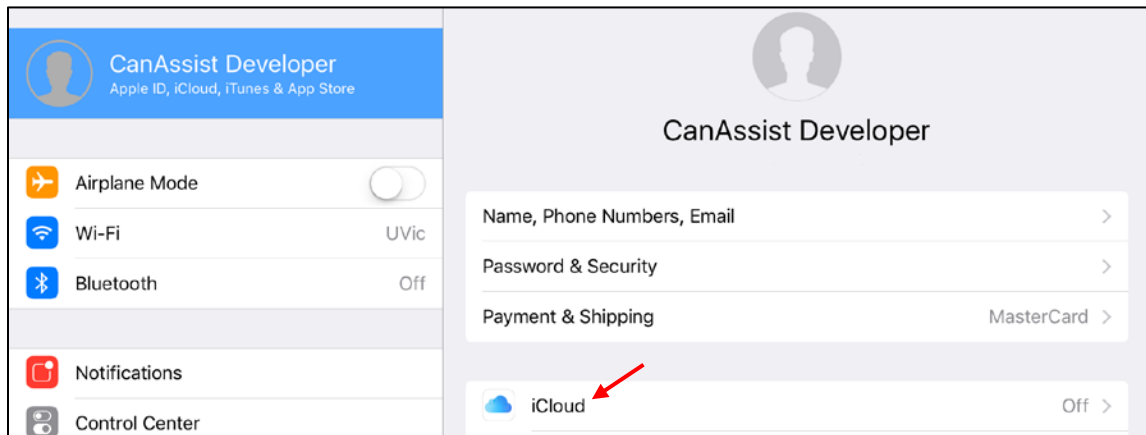 CanAssist Developer
Apple ID, iCloud, iTunes & App Store
Airplane Mode
Wi-Fi UVic
Bluetooth Off
Notifications
Control Center
CanAssist Developer
Name, Phone Numbers, Email
Password & Security
Payment & Shipping MasterCard
iCloud Off